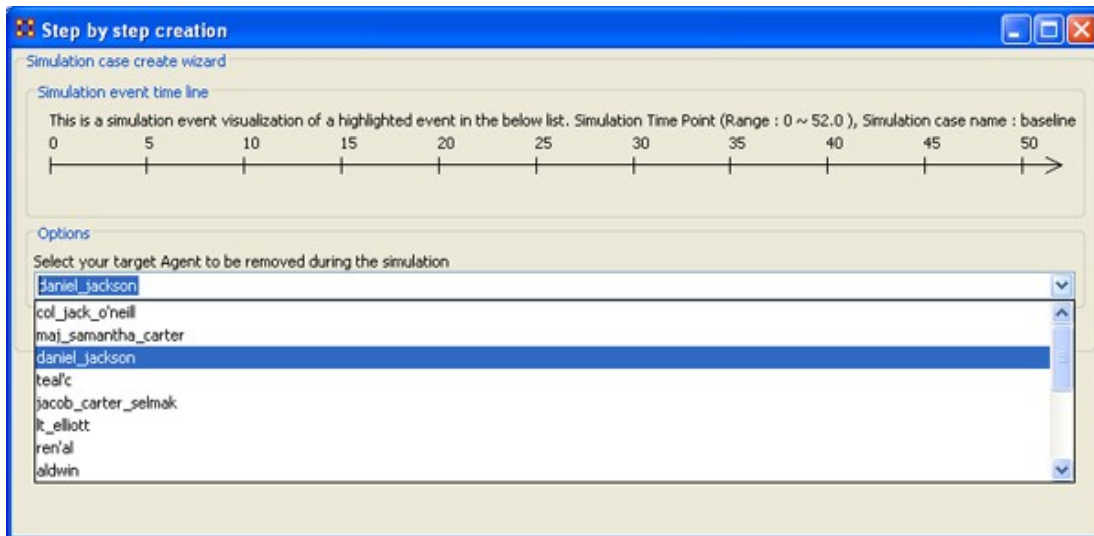 Step by step creation
Simulation case create wizard
Simulation event time line
This is a simulation event visualization of a highlighted event in the below list. Simulation Time Point (Range : 0 ~ 52.0 ), Simulation case name : baseline
0 5 10 15 20 25 30 35 40 45 50
Options
Select your target Agent to be removed during the simulation
daniel_jackson
col_jack_o'neill
maj_samantha_carter
daniel_jackson
teal'c
jacob_carter_selmak
lt_elliott
ren'al
aldwin